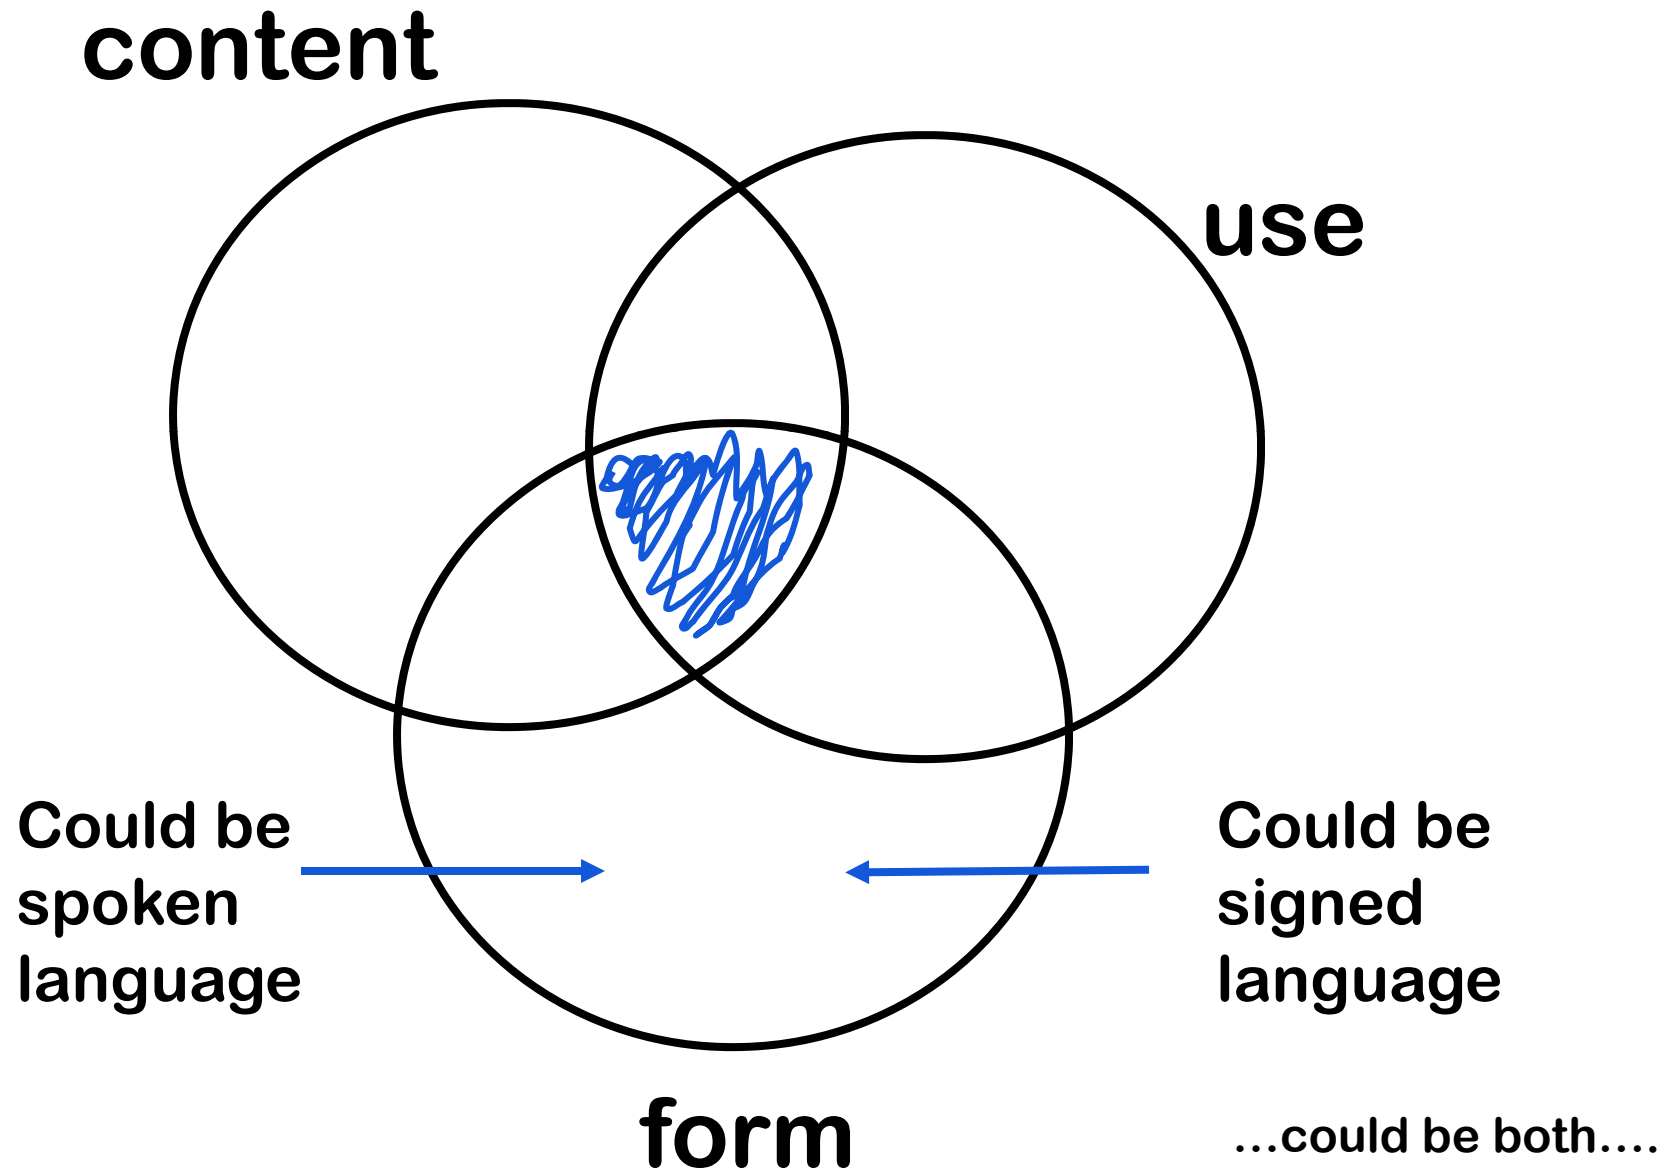 content
use
Could be
spoken
language
Could be
signed
language
form
...could be both....